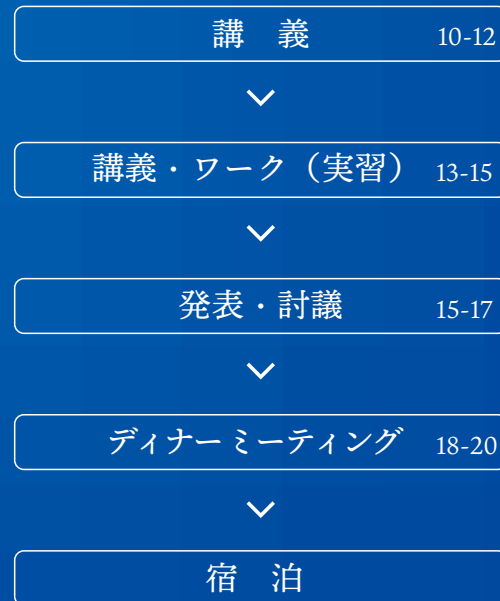 講　義　10-12
講義・ワーク（実習）　13-15
発表・討議　15-17
ディナーミーティング　18-20
宿　泊